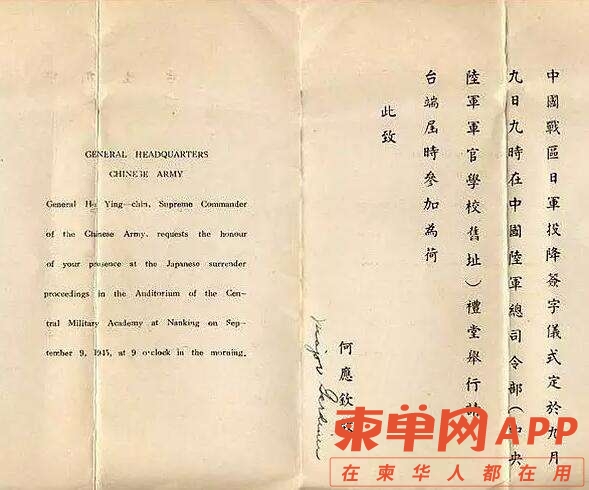 GENERAL HEADQUARTERS
CHINESE ARMY
General Ho Ying—chin, Supreme Commander
of the Chinese Army, requests the honour
of your presence at the Japanese surrender
proceedings in the Auditorium of the Cen-
tral Military Academy at Nanking on Sep-
tember 9, 1945, at 9 o'clock in the morning.
中國戰區日軍投降簽字儀式定於九月
九日九時在中國陸軍總司令部(中央
陸軍軍官學校舊址)禮堂舉行請
台端屆時參加為荷
此致
Major
何應欽
柬单网APP
在柬华人都在用